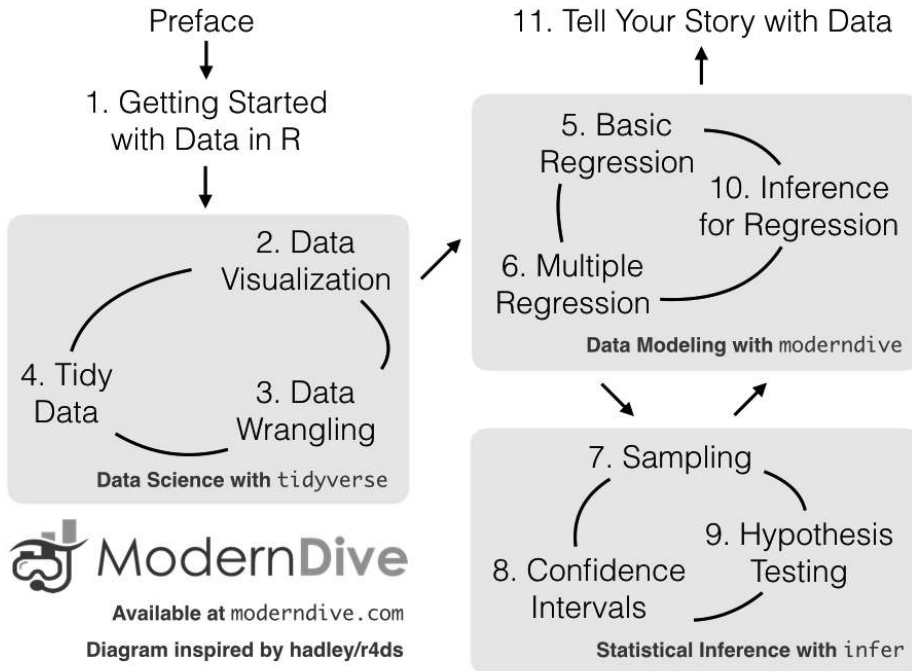 Preface
1. Getting Started
with Data in R
2. Data
Visualization
4. Tidy
Data
3. Data
Wrangling
Data Science with tidyverse
ModernDive
Available at moderndive.com
Diagram inspired by hadley/r4ds
11. Tell Your Story with Data
5. Basic
Regression
10. Inference
for Regression
6. Multiple
Regression
Data Modeling with moderndive
7. Sampling
9. Hypothesis
Testing
8. Confidence
Intervals
Statistical Inference with infer